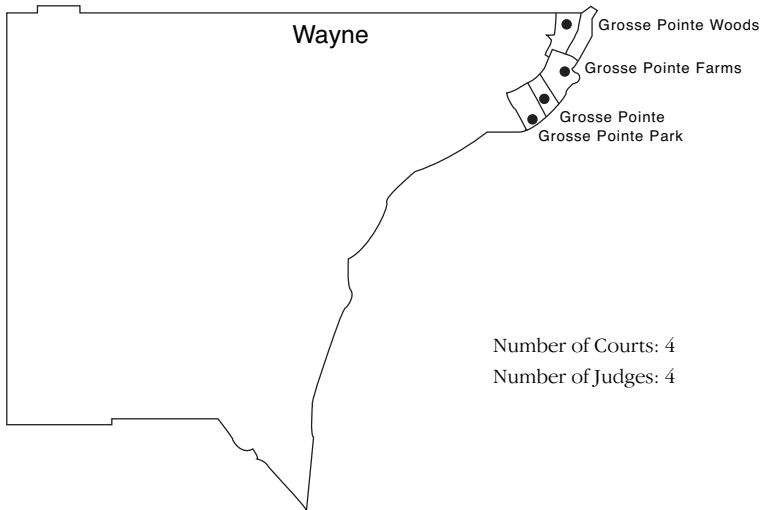 Wayne
Grosse Pointe Woods
Grosse Pointe Farms
Grosse Pointe
Grosse Pointe Park
Number of Courts: 4
Number of Judges: 4